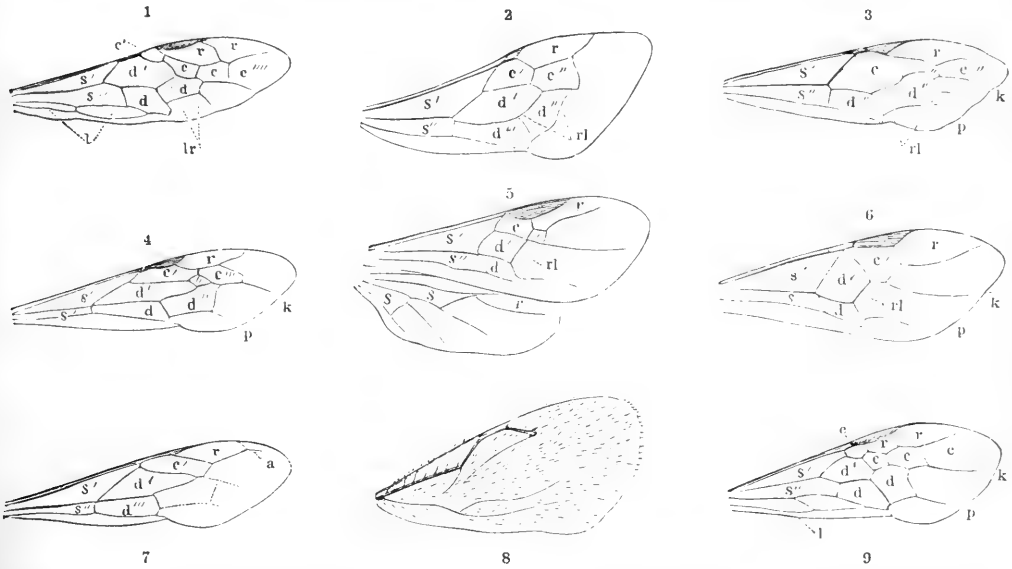 1
2
3
c' r r
s' d' c c c''''
s d d
l lr
r
c' c''
s' d' d''
s'' d''' rl
r
s' c c''
s'' d'' d'' k
p
rl
4
5
6
r
c' c'''
s' d' d''
s'' d k
p
r
c
s' d'
s'' d rl
s s r
r
s' c'
d'
s rl k
p
r
c' a
s' d'
s'' d'''
c r r
d' c c c
s' k
s'' d d
p
l
7
8
9